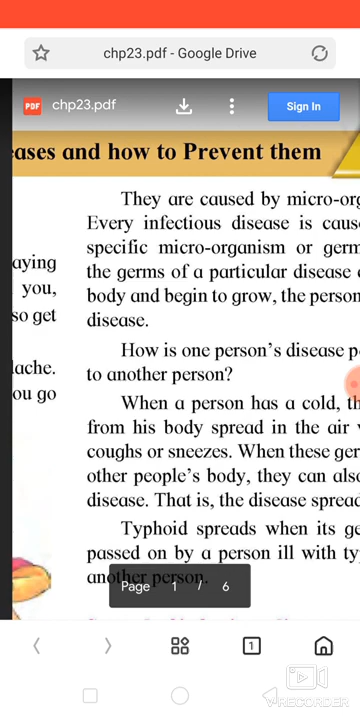 chp23.pdf - Google Drive
PDF chp23.pdf
Sign In
eases and how to Prevent them
They are caused by micro-org
Every infectious disease is caus
specific micro-organism or germ
the germs of a particular disease e
body and begin to grow, the person
disease.
How is one person's disease p
to another person?
When a person has a cold, th
from his body spread in the air
coughs or sneezes. When these ger
other people's body, they can also
disease. That is, the disease spread
Typhoid spreads when its ge
passed on by a person ill with typ
another person.
aying
you,
so get
lache.
ou go
Page 1 / 6
1
V RECORDER